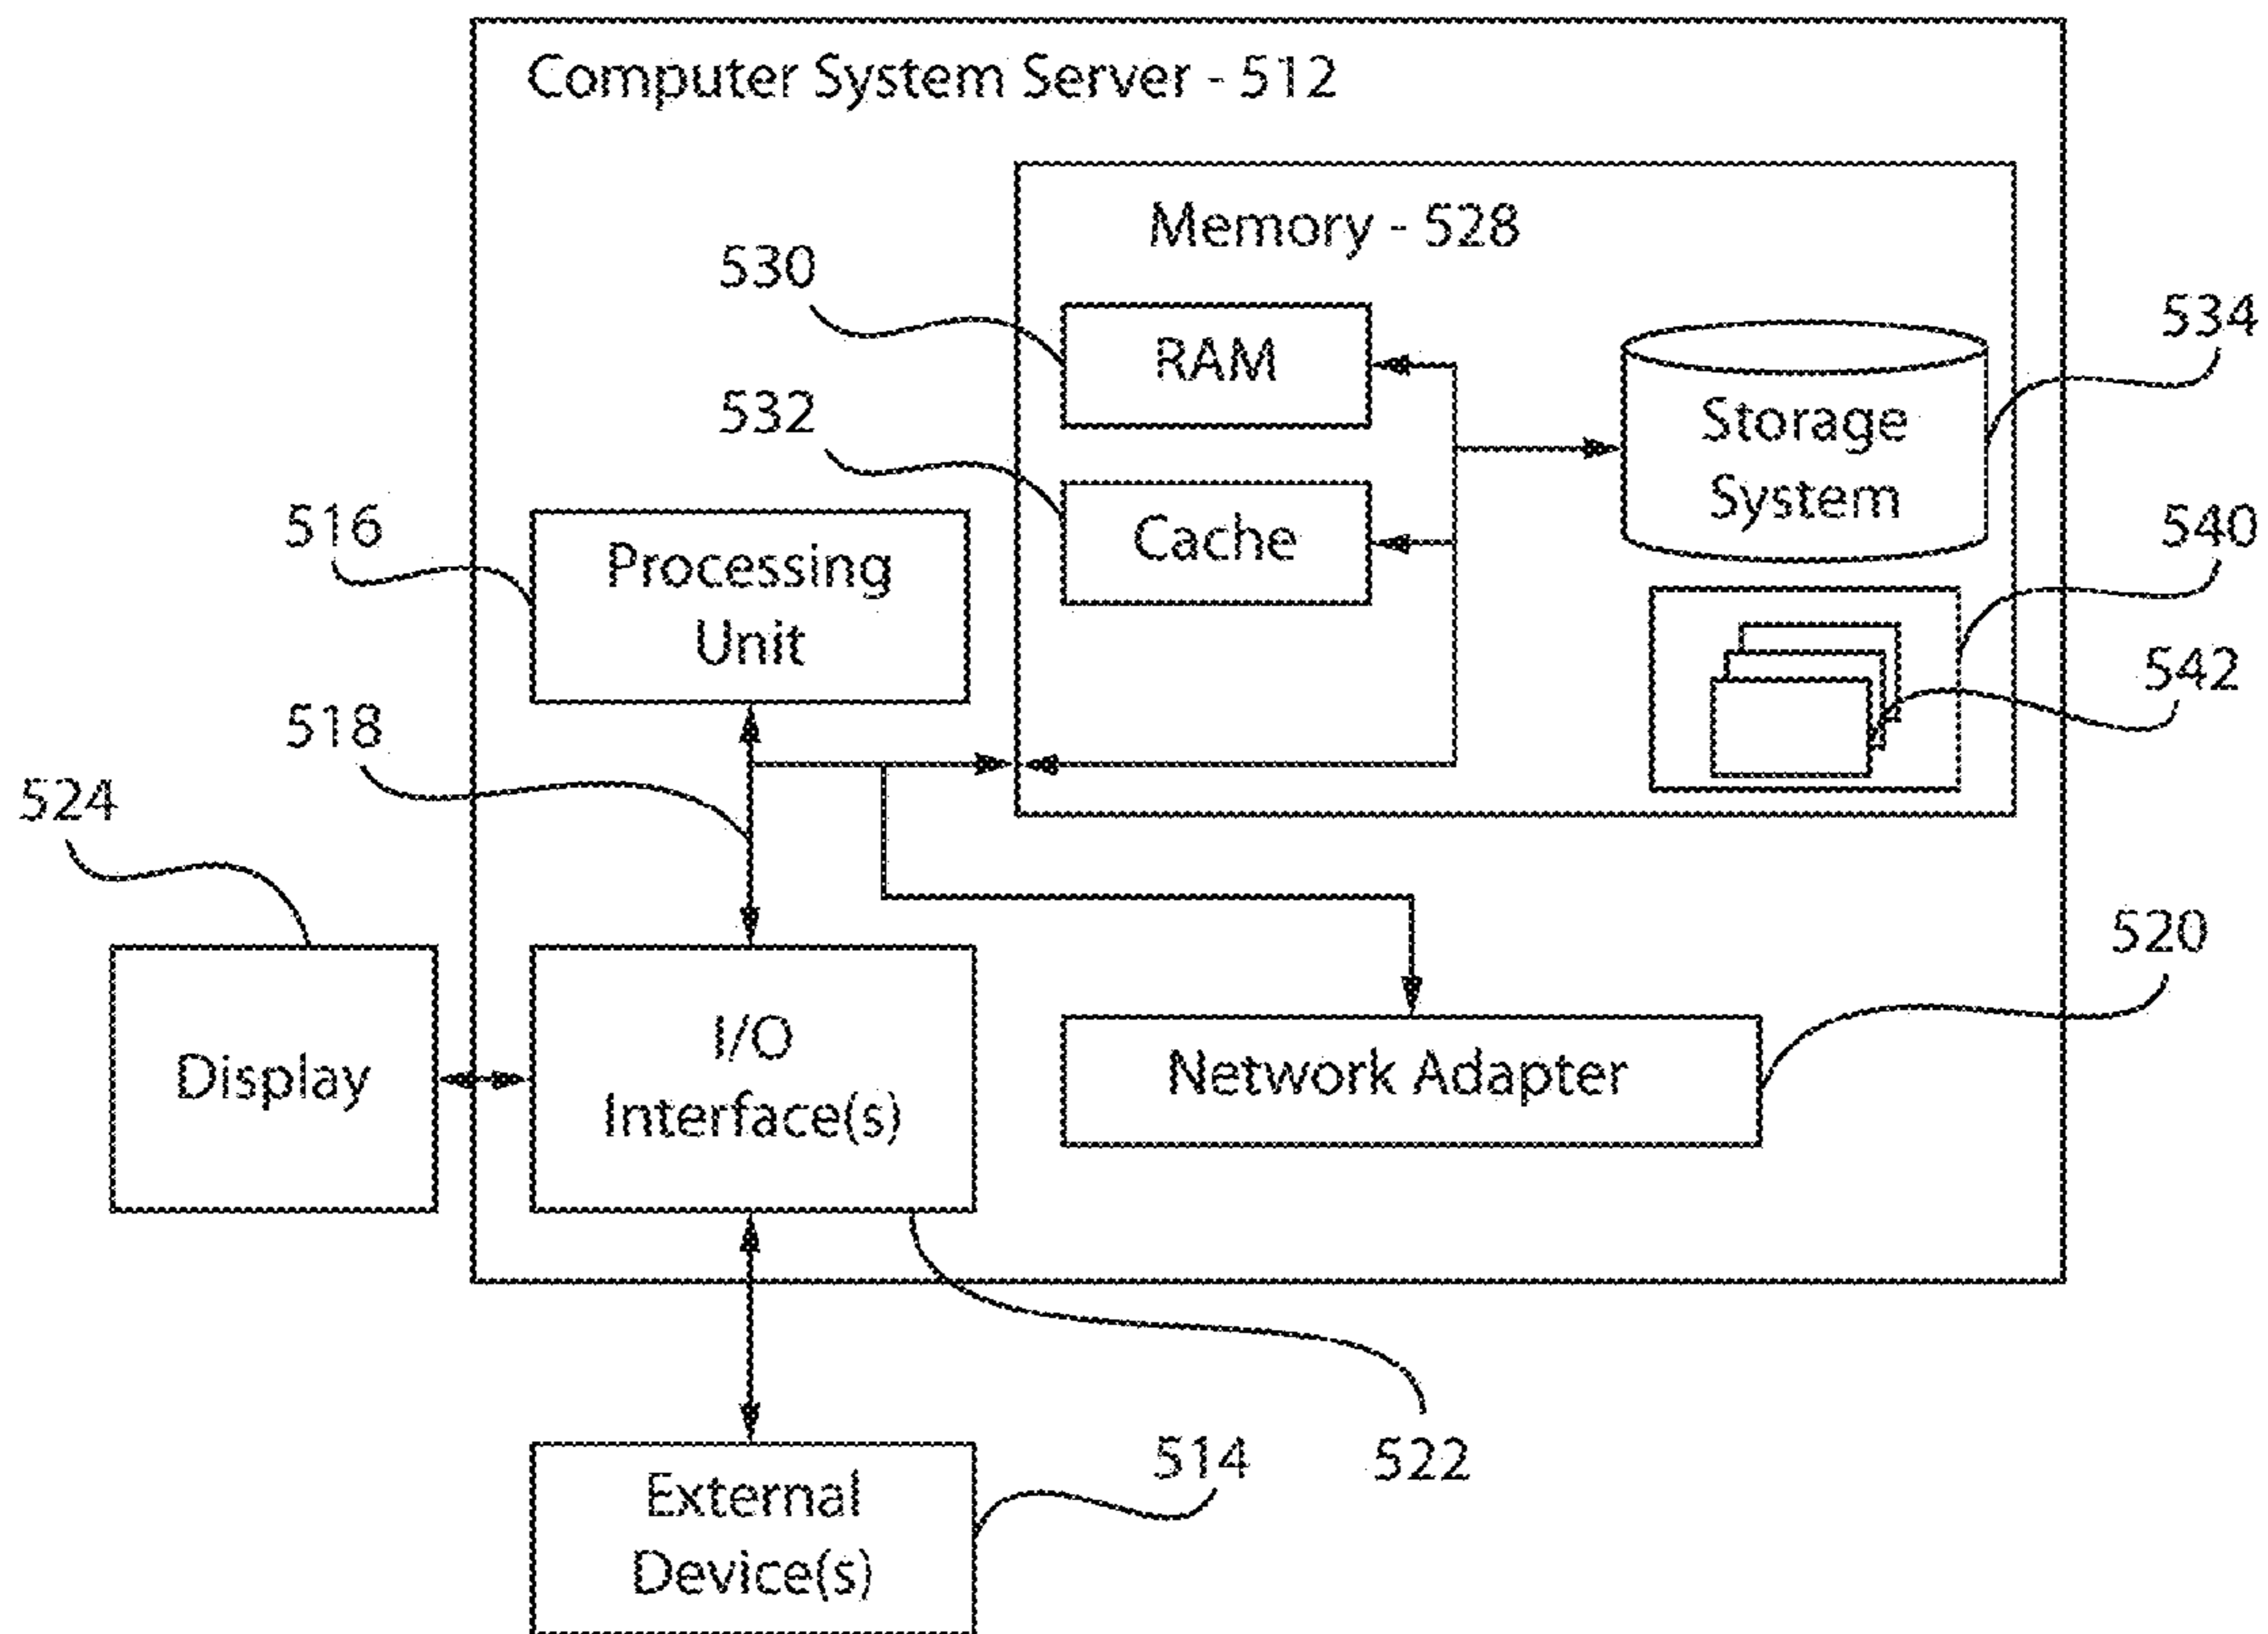 Computer System Server - 512
Memory - 528
530
RAM
534
532
Storage
System
Cache
516
Processing
Unit
540
542
518
524
520
I/O
Interface(s)
Display
Network Adapter
514
522
External
Device(s)